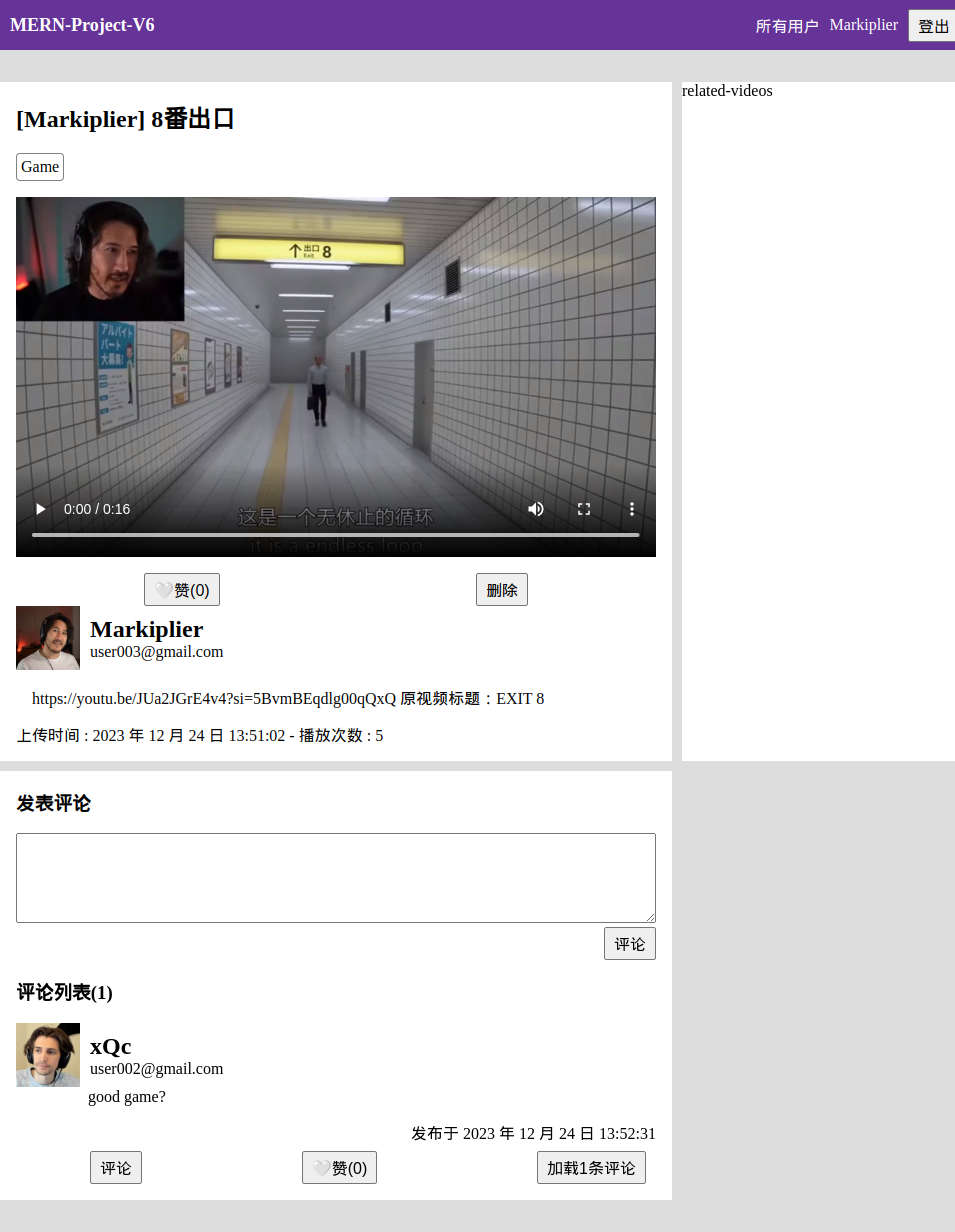 MERN-Project-V6
所有用户 Markiplier 登出
[Markiplier] 8番出口
related-videos
Game
↑出口 8
Exit
アルバイト
パート
大募集!
0:00 / 0:16
这是一个无休止的循环
it is a endless loop
🤍赞(0) 删除
Markiplier
user003@gmail.com
https://youtu.be/JUa2JGrE4v4?si=5BvmBEqdlg00qQxQ 原视频标题：EXIT 8
上传时间 : 2023 年 12 月 24 日 13:51:02 - 播放次数 : 5
发表评论
评论
评论列表(1)
xQc
user002@gmail.com
good game?
发布于 2023 年 12 月 24 日 13:52:31
评论 🤍赞(0) 加载1条评论